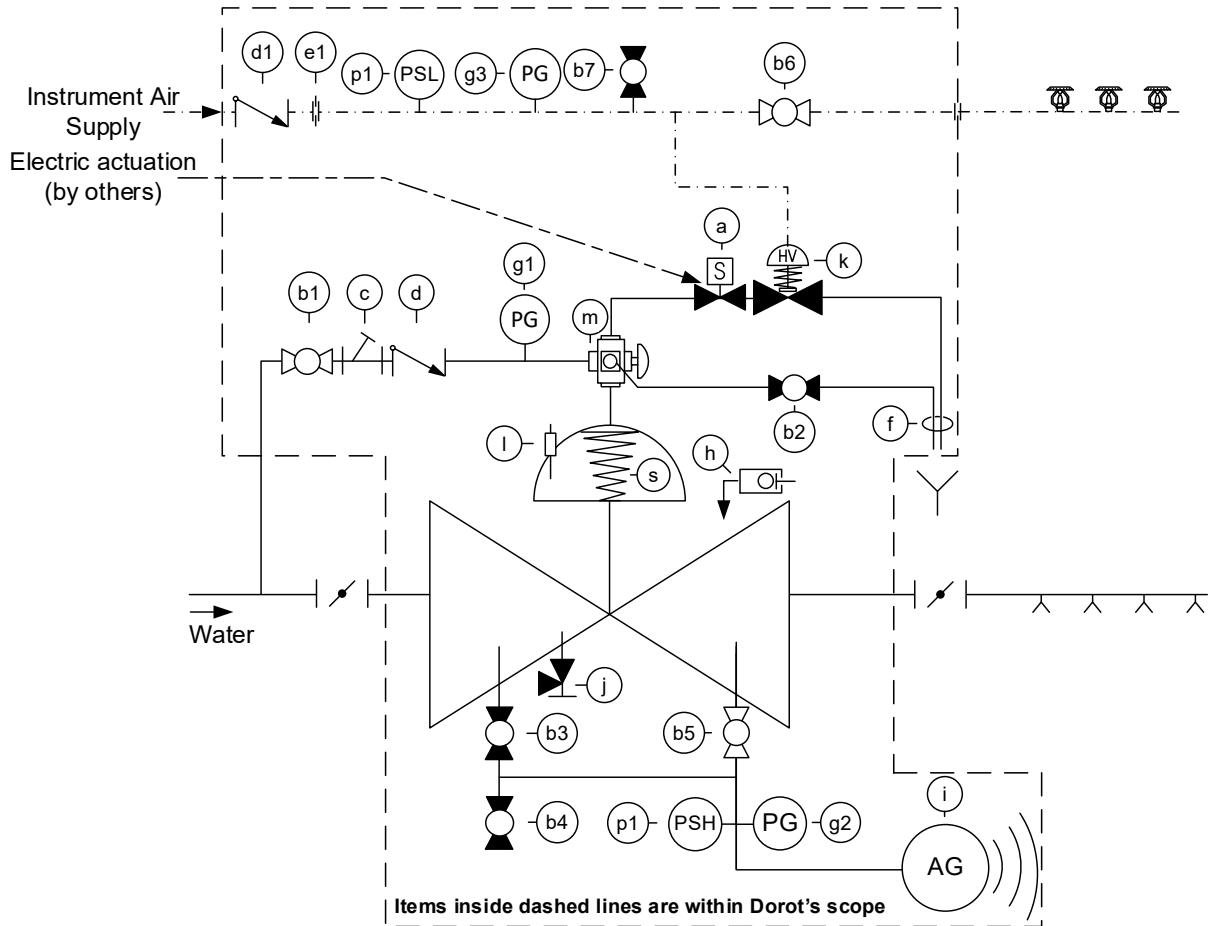 d1
e1
p1
PSL
g3
PG
b7
b6
Instrument Air
Supply
Electric actuation
(by others)
a
S
HV
k
g1
PG
b1
c
d
m
b2
f
l
s
h
Water
j
b3
b5
b4
p1
PSH
PG
g2
i
AG
Items inside dashed lines are within Dorot's scope